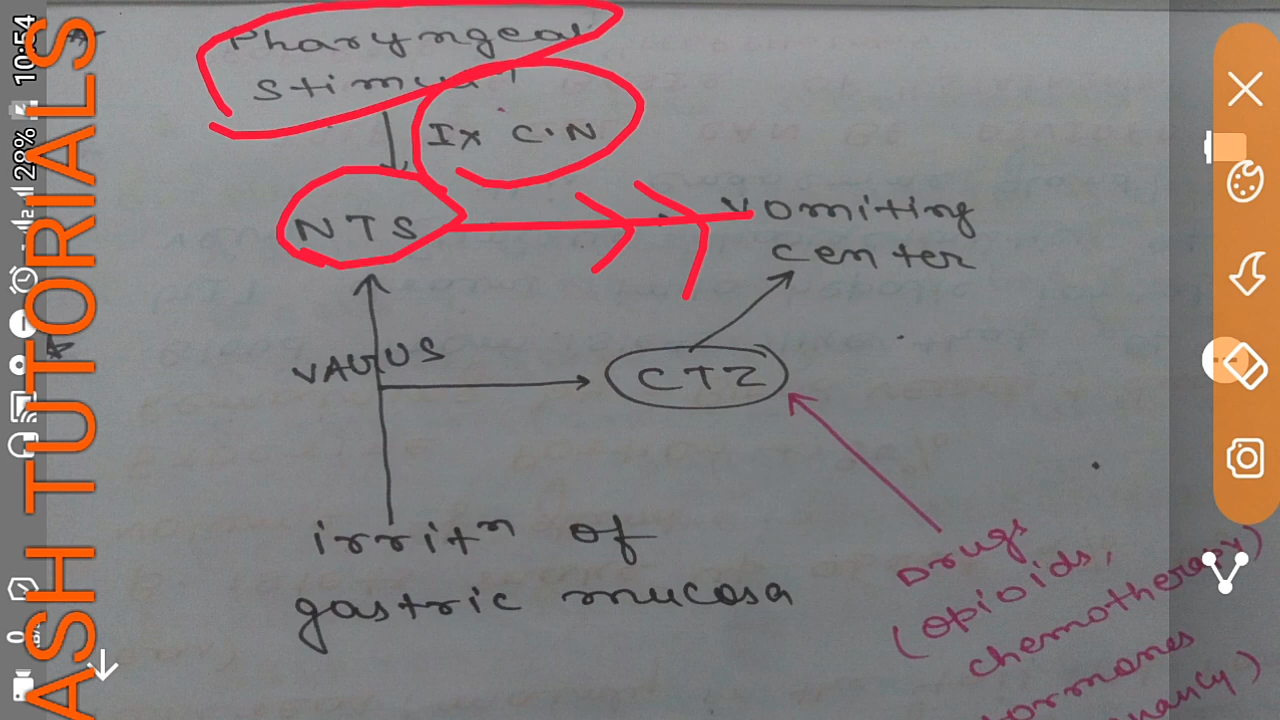 10:54
28%
ASH TUTORIALS
Pharyngeal
stimuli
IX C.N
NTS
vomiting
center
VAGUS
CTZ
irritⁿ of
gastric mucosa
Drugs
(opioids,
chemotherapy)